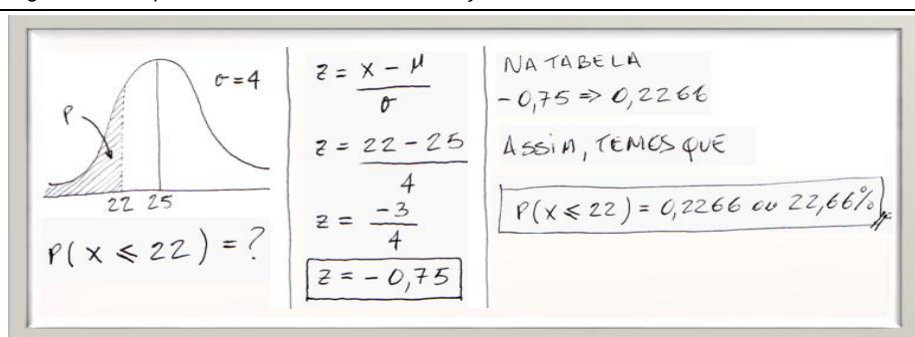 σ = 4
P
22 25
P(x ≤ 22) = ?
z = x - μ
σ
z = 22 - 25
4
z = -3
4
z = -0,75
NA TABELA
-0,75 ⇒ 0,2266
ASSIM, TEMOS QUE
P(x ≤ 22) = 0,2266 ou 22,66%